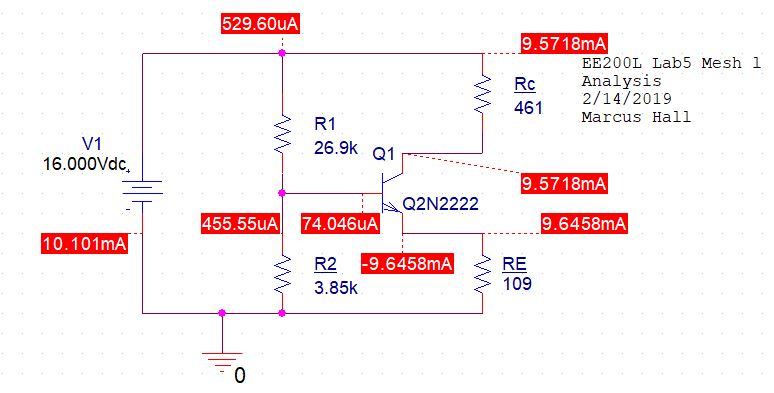 529.60uA
9.5718mA
EE200L Lab5 Mesh l
Analysis
2/14/2019
Marcus Hall
Rc
461
R1
26.9k
V1
16.000Vdc
Q1
9.5718mA
Q2N2222
455.55uA
74.046uA
9.6458mA
10.101mA
-9.6458mA
R2
3.85k
RE
109
0